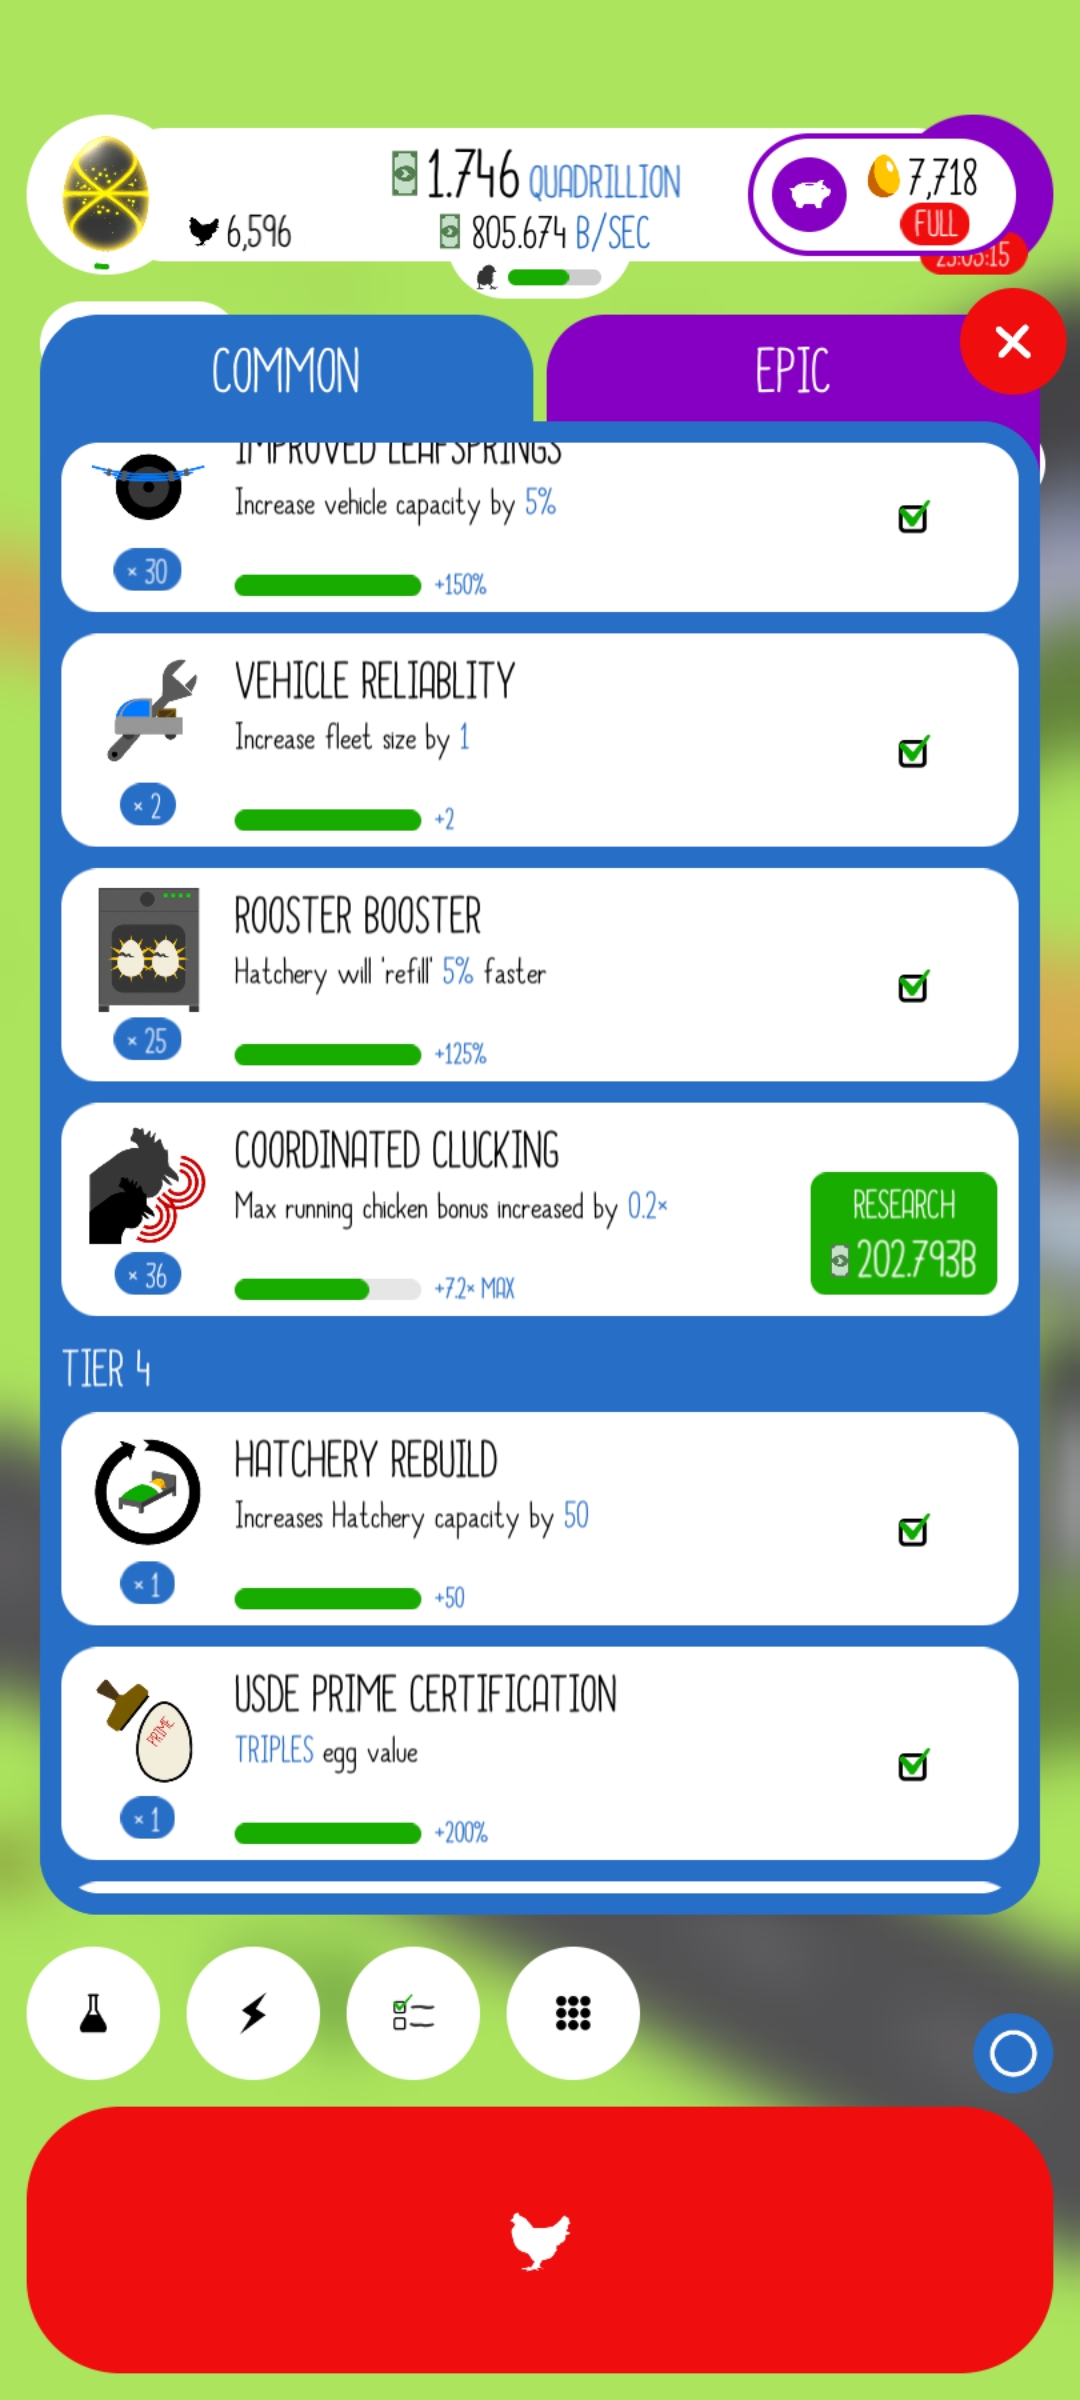 1.746 QUADRILLION
6,596
805.674 B/SEC
7,718
FULL
23:03:15
COMMON
EPIC
IMPROVED LEAFSPRINGS
Increase vehicle capacity by 5%
× 30
+150%
VEHICLE RELIABLITY
Increase fleet size by 1
× 2
+2
ROOSTER BOOSTER
Hatchery will 'refill' 5% faster
× 25
+125%
COORDINATED CLUCKING
Max running chicken bonus increased by 0.2×
RESEARCH
202.793B
× 36
+7.2× MAX
TIER 4
HATCHERY REBUILD
Increases Hatchery capacity by 50
× 1
+50
USDE PRIME CERTIFICATION
PRIME
TRIPLES egg value
× 1
+200%